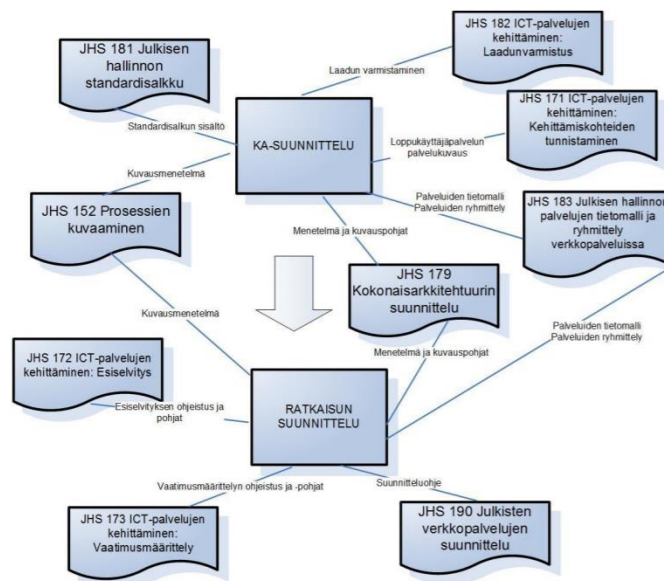 JHS 182 ICT-palvelujen
kehittäminen:
Laadunvarmistus
JHS 181 Julkisen
hallinnon
standardisalkku
Laadun varmistaminen
Standardisalkun sisältö
KA-SUUNNITTELU
JHS 171 ICT-palvelujen
kehittäminen:
Kehittämiskohteiden
tunnistaminen
Loppukäyttäjäpalvelun
palvelukuvaus
Kuvausmenetelmä
JHS 152 Prosessien
kuvaaminen
Palveluiden tietomalli
Palveluiden ryhmittely
JHS 183 Julkisen hallinnon
palvelujen tietomalli ja
ryhmittely
verkkopalveluissa
Menetelmä ja kuvauspohjat
JHS 179
Kokonaisarkkitehtuurin
suunnittelu
Kuvausmenetelmä
Palveluiden tietomalli
Palveluiden ryhmittely
Menetelmä ja kuvauspohjat
JHS 172 ICT-palvelujen
kehittäminen: Esiselvitys
Esiselvityksen ohjeistus ja
pohjat
RATKAISUN
SUUNNITTELU
Vaatimusmäärittelyn ohjeistus ja -pohjat
Suunnitteluohje
JHS 173 ICT-palvelujen
kehittäminen:
Vaatimusmäärittely
JHS 190 Julkisten
verkkopalvelujen
suunnittelu